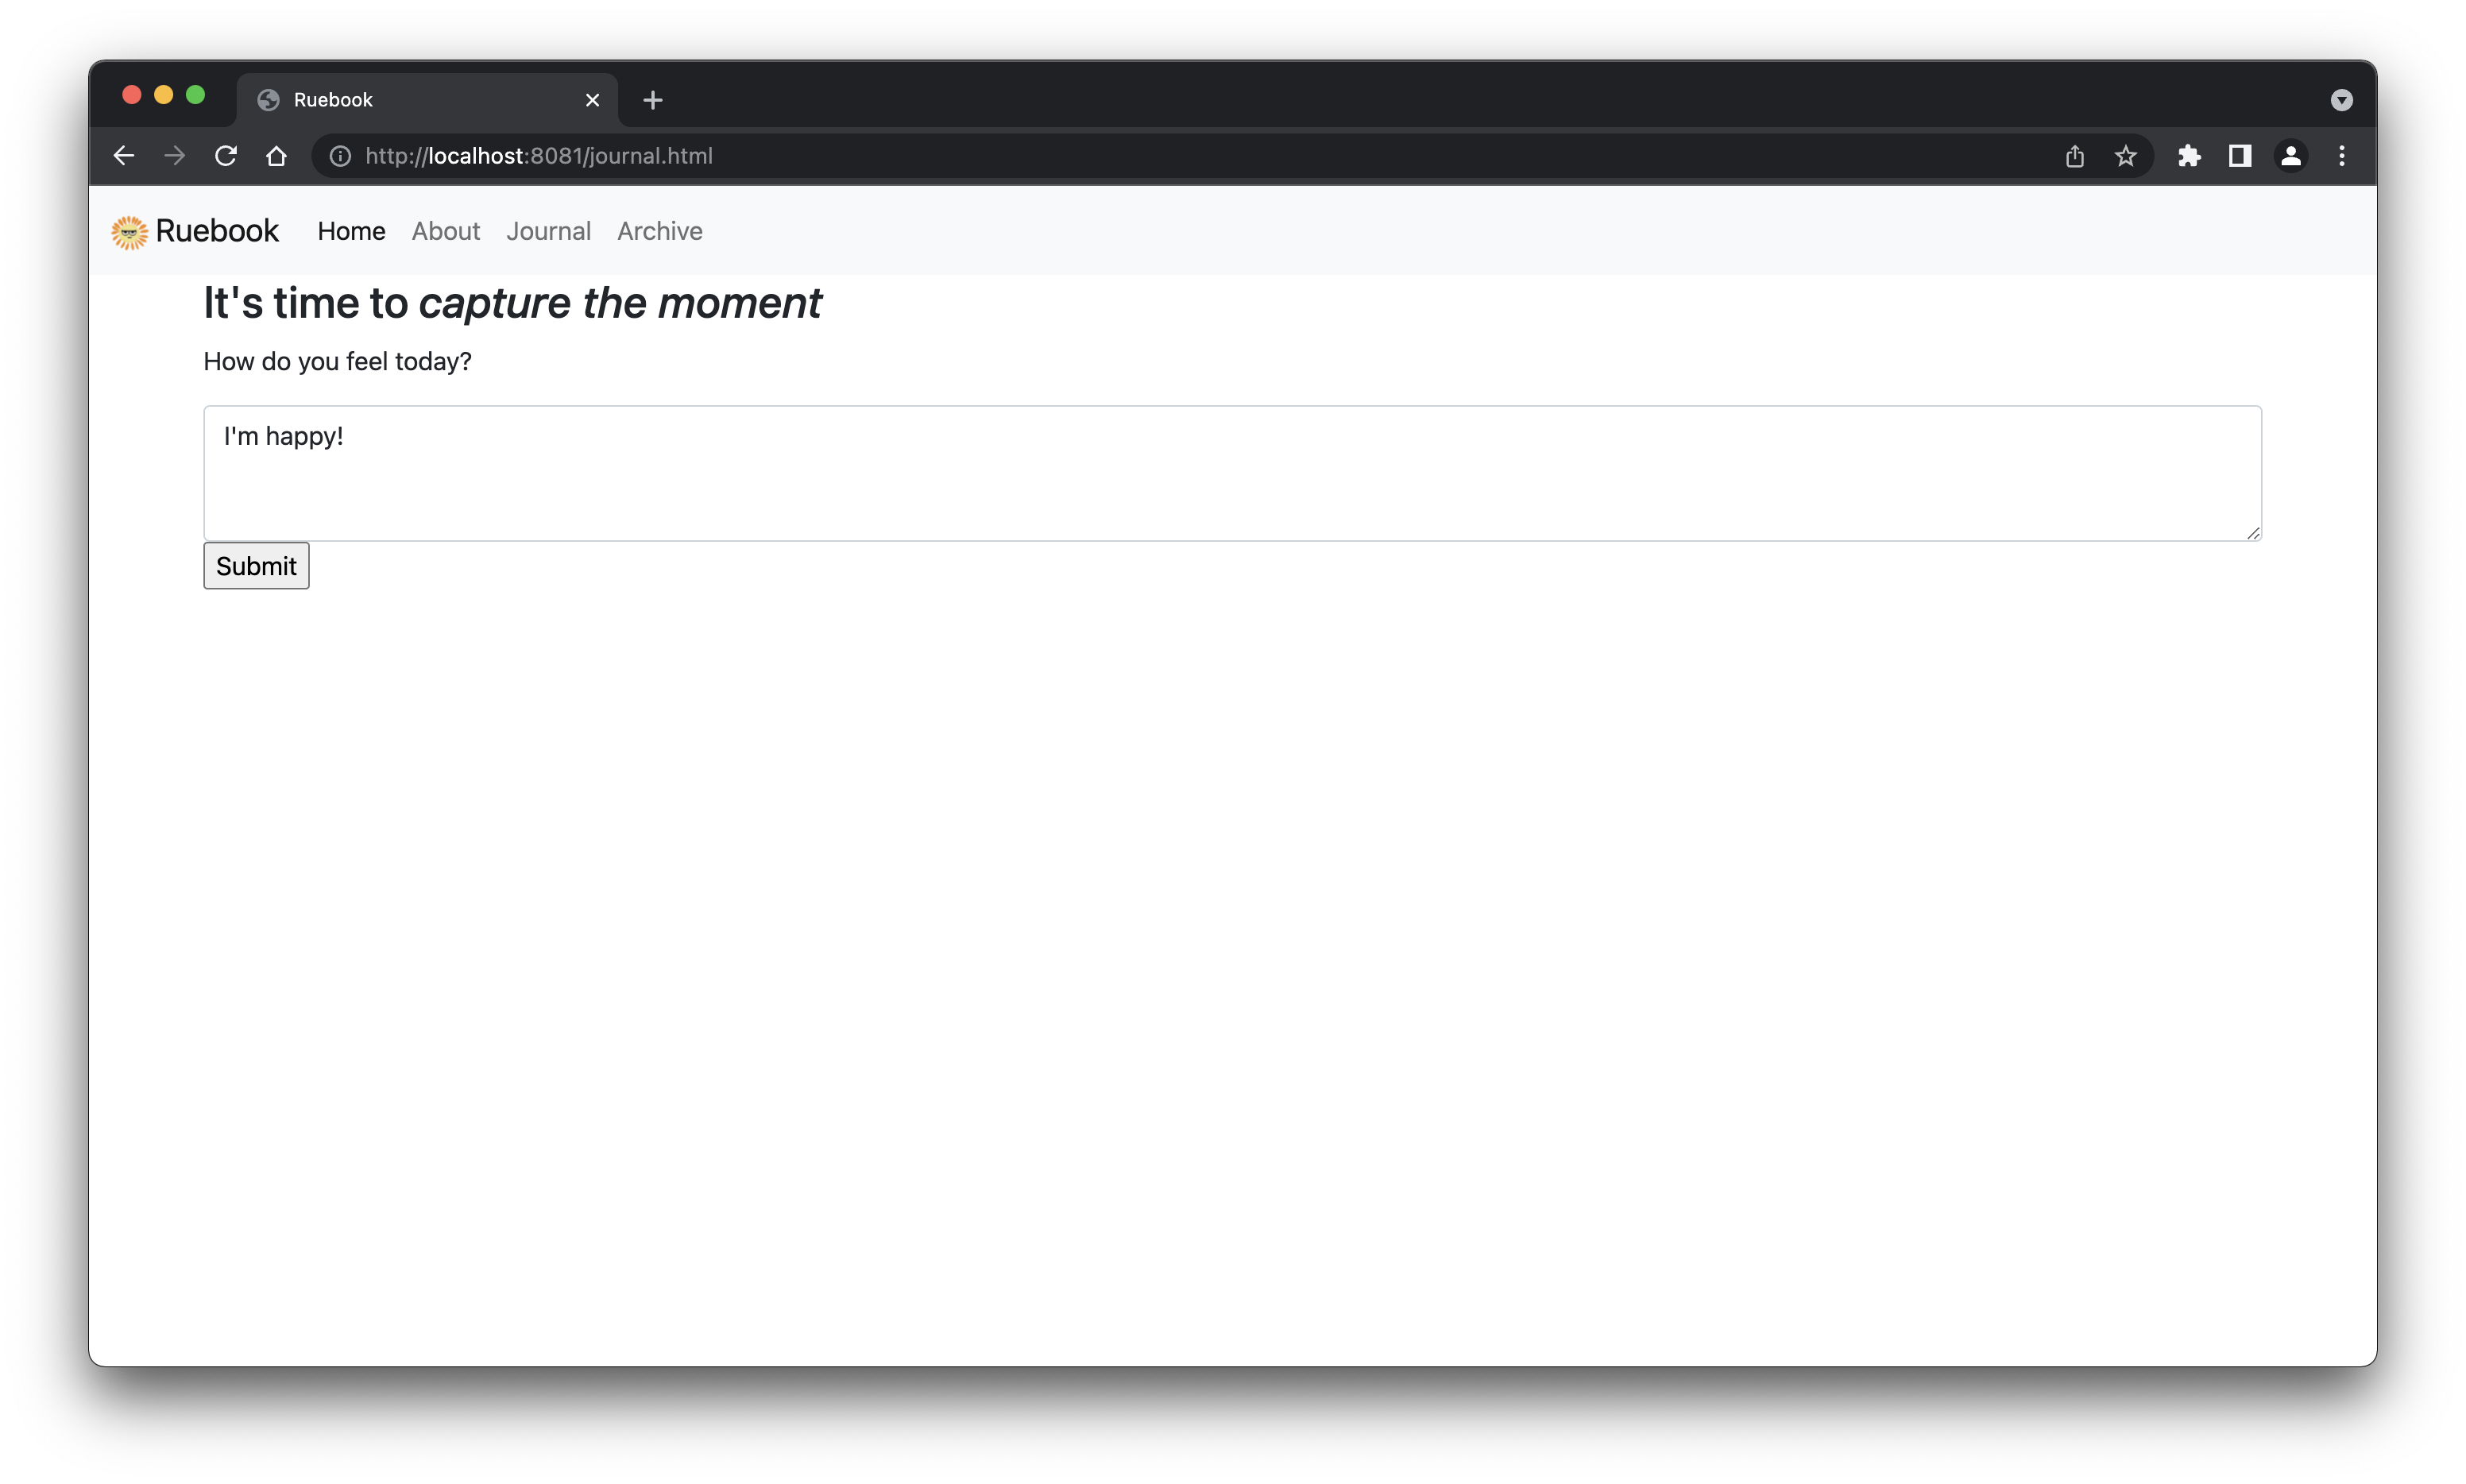 Ruebook
http://localhost:8081/journal.html
Ruebook Home About Journal Archive
It's time to capture the moment
How do you feel today?
I'm happy!
Submit